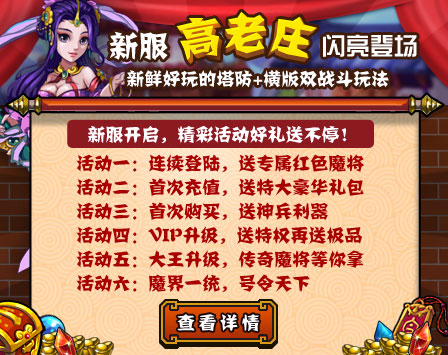 新服 高老庄 闪亮登场
新鲜好玩的塔防+横版双战斗玩法
新服开启，精彩活动好礼送不停！
活动一：连续登陆，送专属红色魔将
活动二：首次充值，送特大豪华礼包
活动三：首次购买，送神兵利器
活动四：VIP升级，送特权再送极品
活动五：大王升级，传奇魔将等你拿
活动六：魔界一统，号令天下
查看详情